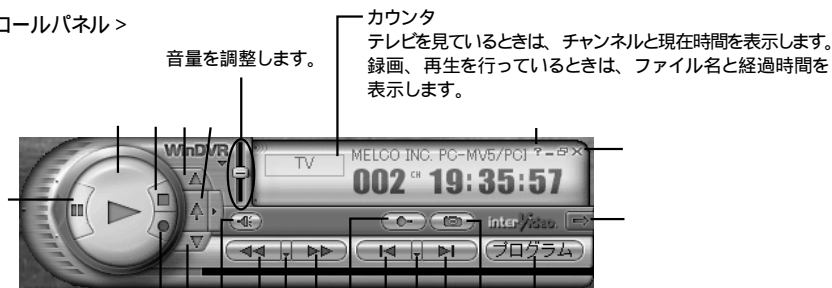 コールパネル >
カウンタ
テレビを見ているときは、チャンネルと現在時間を表示します。
録画、再生を行っているときは、ファイル名と経過時間を
表示します。
音量を調整します。
WinDVR
TV
MELCO INC. PC-MV5/PCI
002 CH 19:35:57
InterVideo.
プログラム